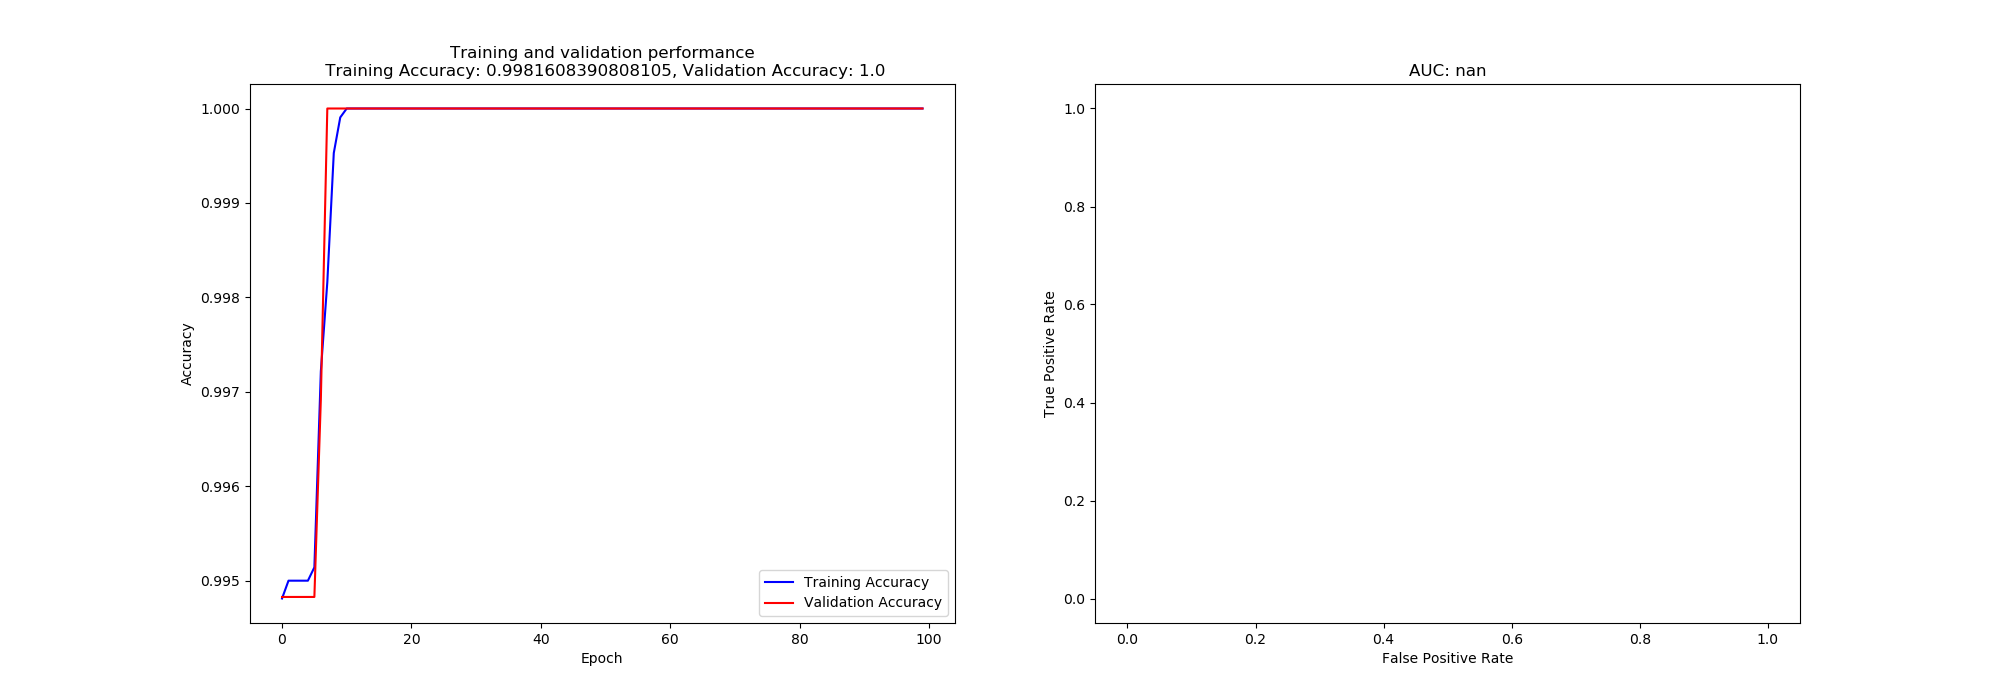 Training and validation performance
Training Accuracy: 0.9981608390808105, Validation Accuracy: 1.0
1.000
0.999
0.998
0.997
0.996
0.995
Accuracy
0
20
40
60
80
100
Epoch
Training Accuracy
Validation Accuracy
AUC: nan
1.0
0.8
0.6
0.4
0.2
0.0
True Positive Rate
0.0
0.2
0.4
0.6
0.8
1.0
False Positive Rate